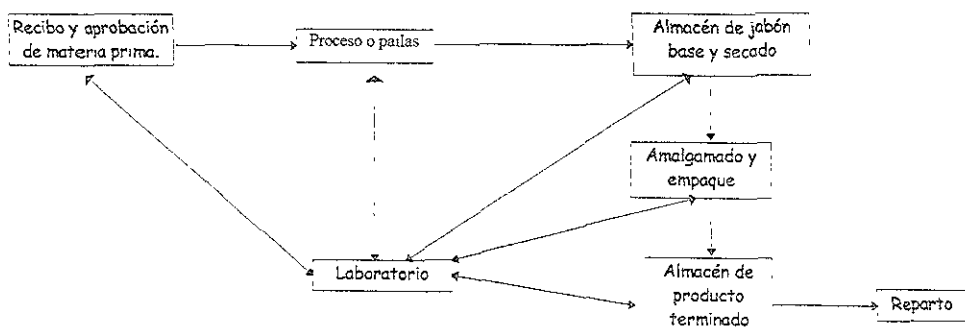 Recibo y aprobación
de materia prima.
Proceso o pailas
Almacén de jabón
base y secado
Amalgamado y
empaque
Laboratorio
Almacén de
producto
terminado
Reparto